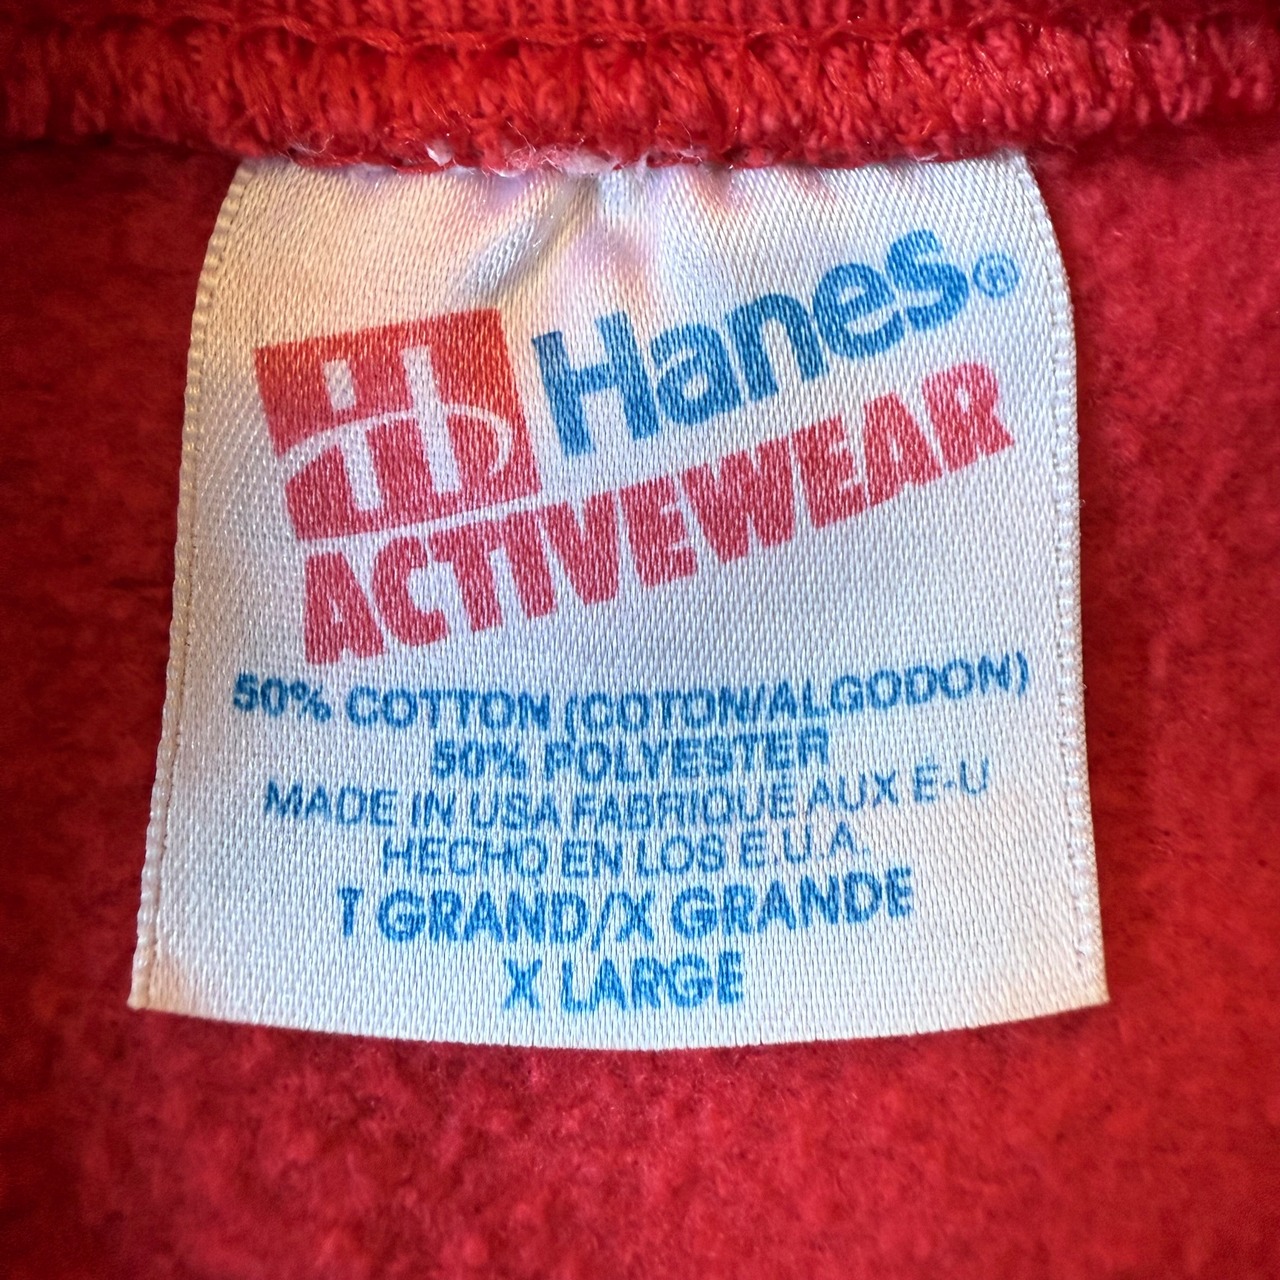 Hanes®
ACTIVEWEAR
50% COTTON (COTON/ALGODON)
50% POLYESTER
MADE IN USA FABRIQUE AUX E-U
HECHO EN LOS E.U.A.
T GRAND/X GRANDE
X LARGE